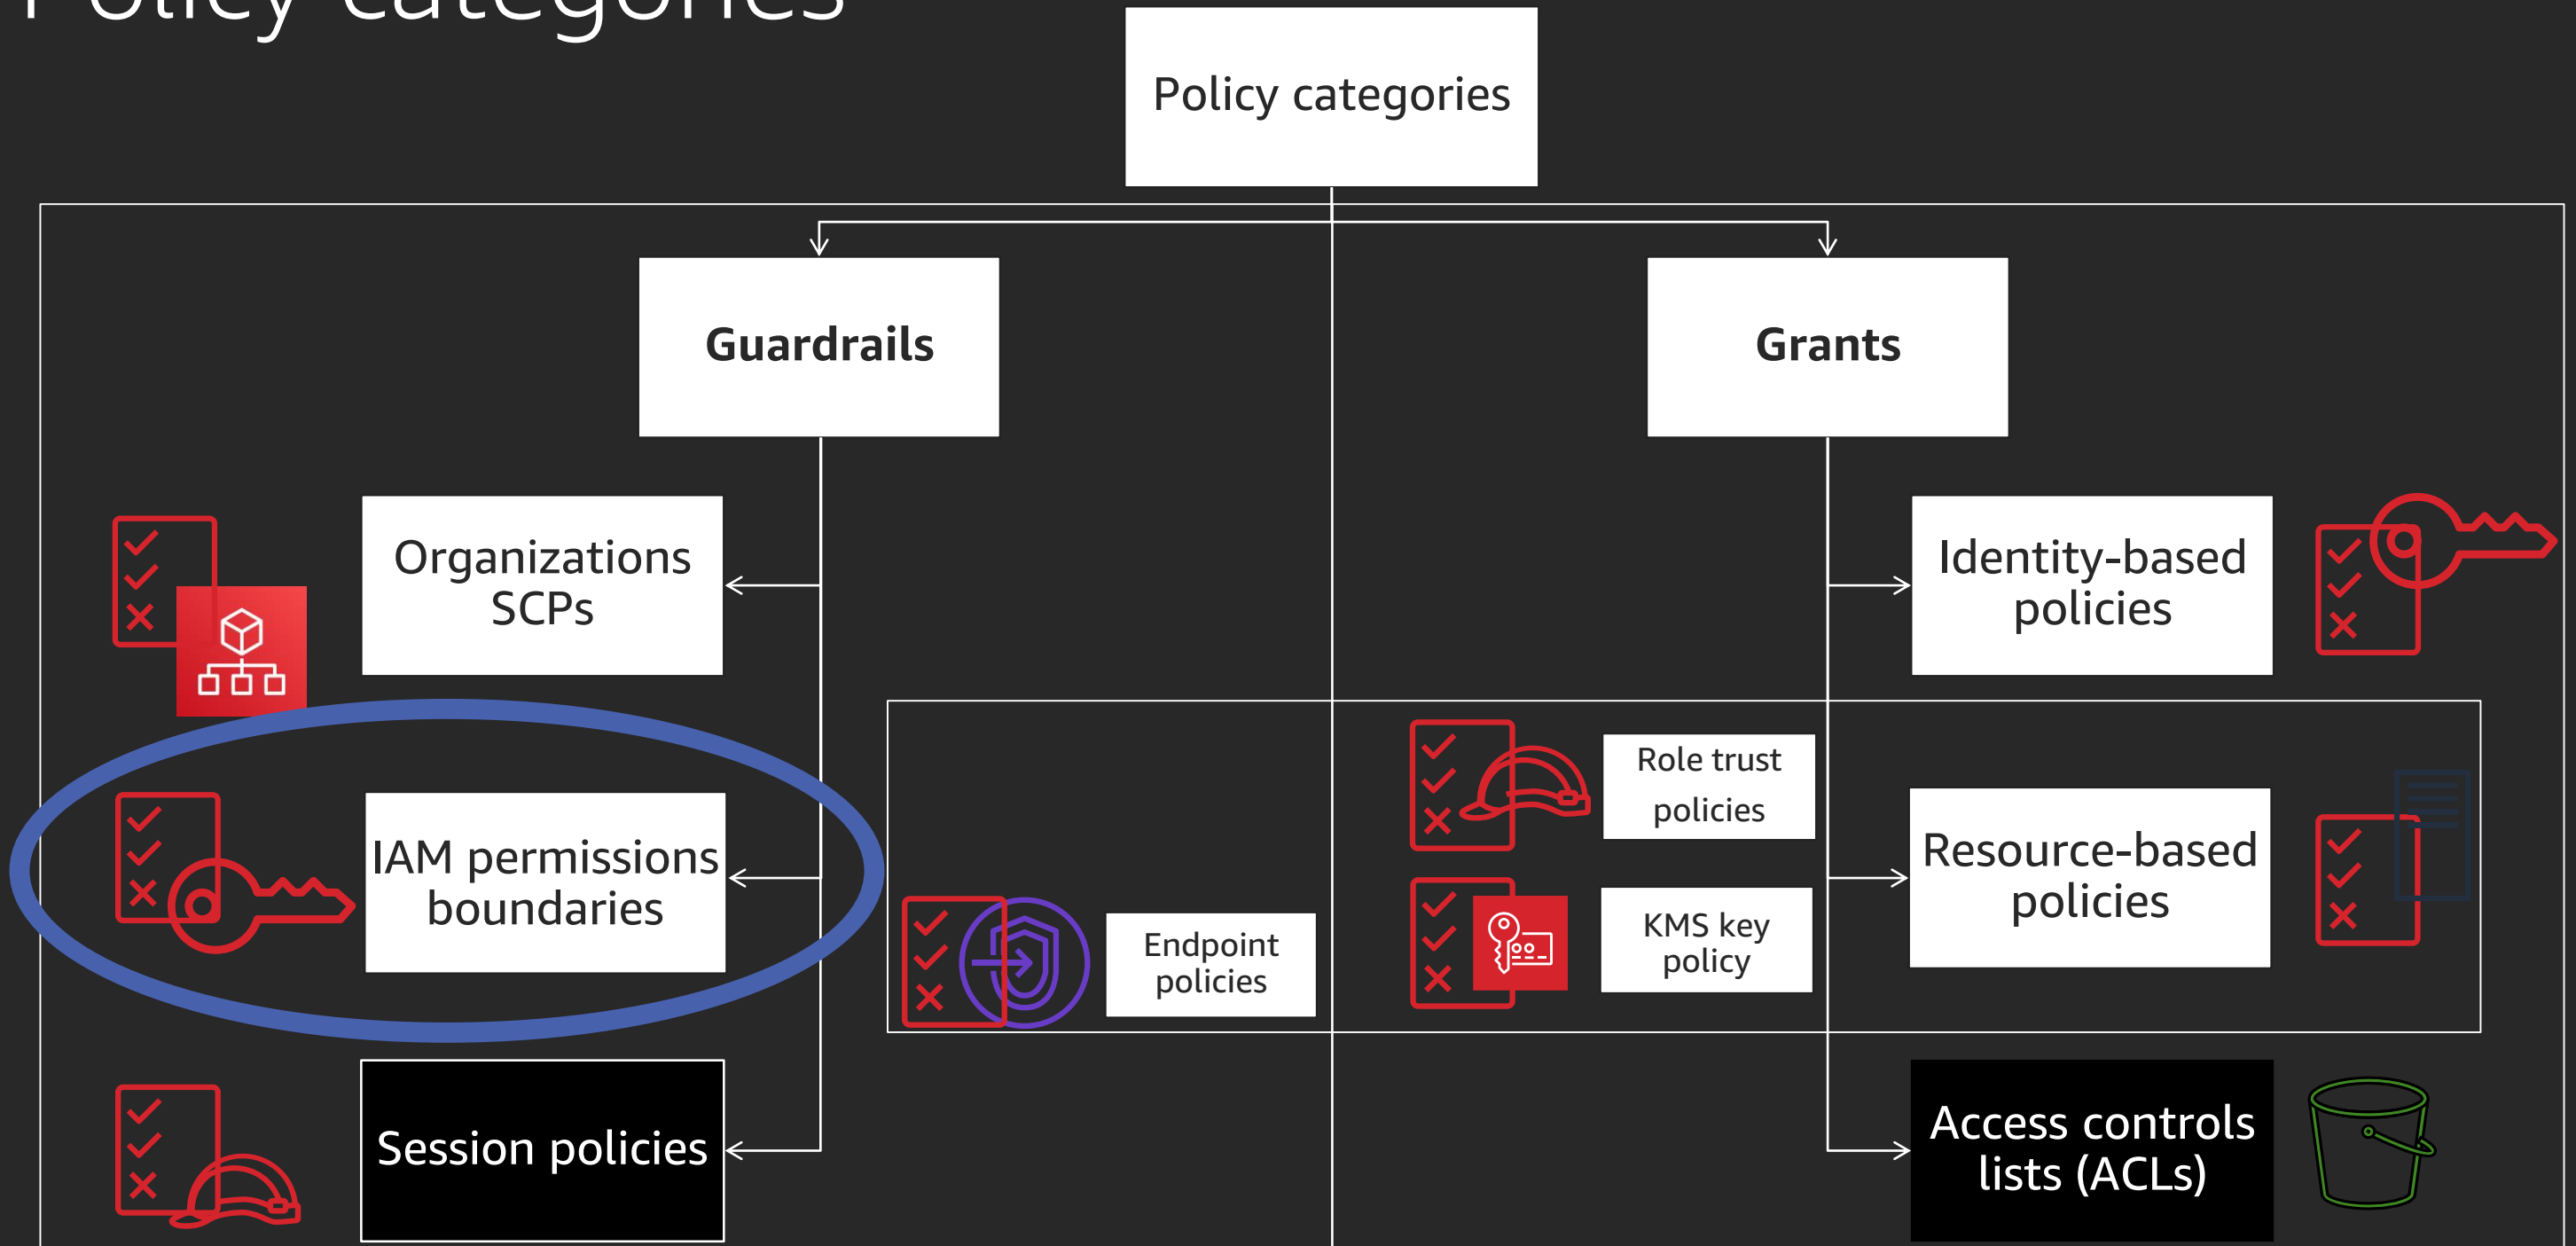 Policy categories
Policy categories
Guardrails
Grants
Organizations
SCPs
Identity-based
policies
IAM permissions
boundaries
Endpoint
policies
Role trust
policies
KMS key
policy
Resource-based
policies
Session policies
Access controls
lists (ACLs)